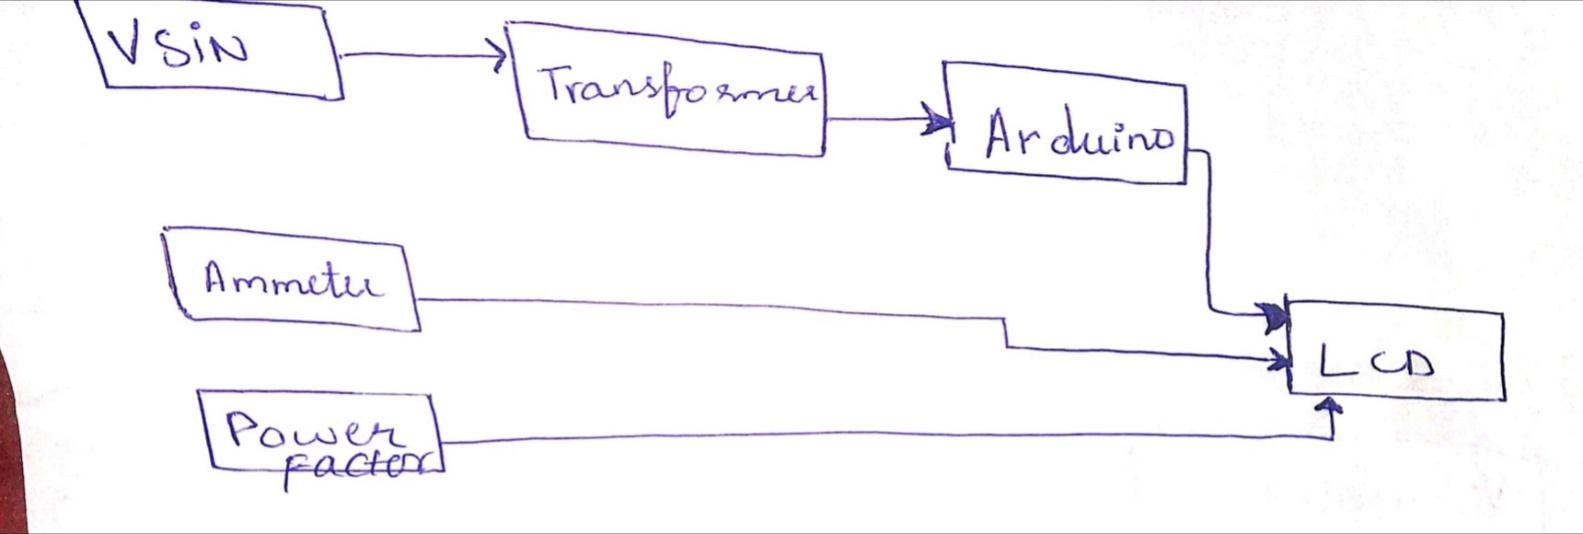 VSiN
Transformer
Arduino
Ammeter
LCD
Power
factor